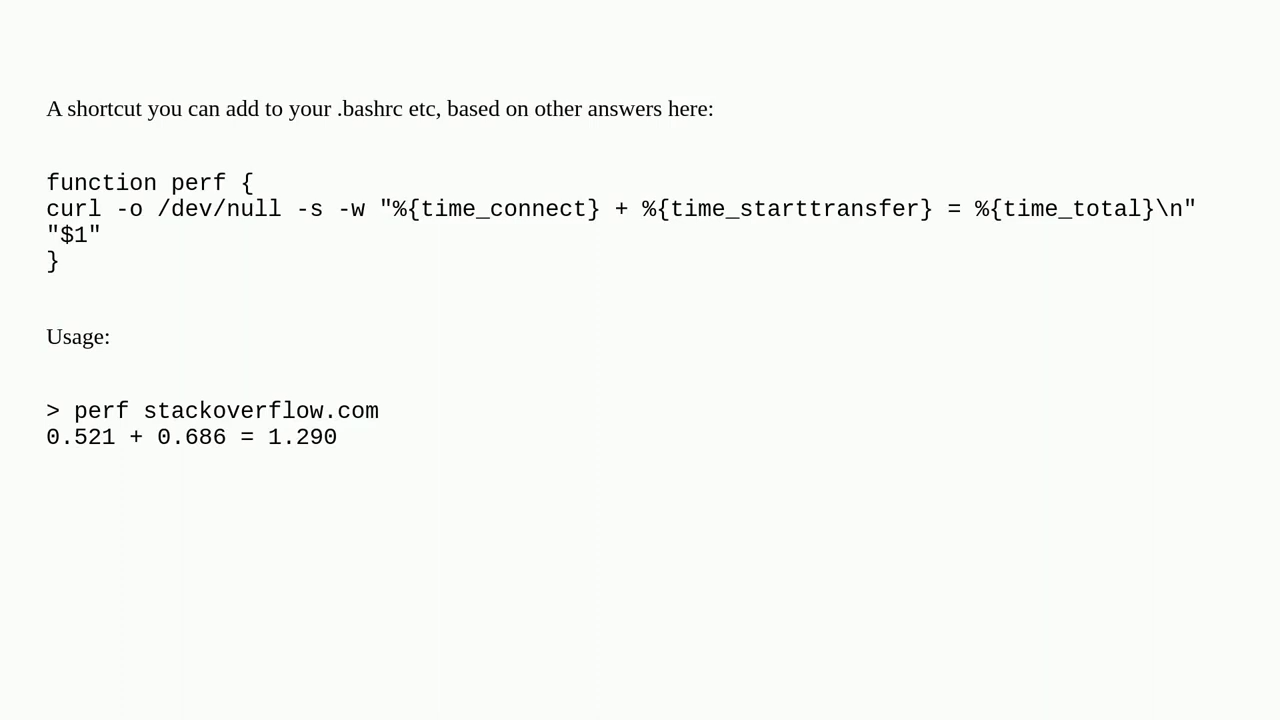 A shortcut you can add to your .bashrc etc, based on other answers here:
function perf {
curl -o /dev/null -s -w "%{time_connect} + %{time_starttransfer} = %{time_total}\n"
"$1"
}
Usage:
> perf stackoverflow.com
0.521 + 0.686 = 1.290